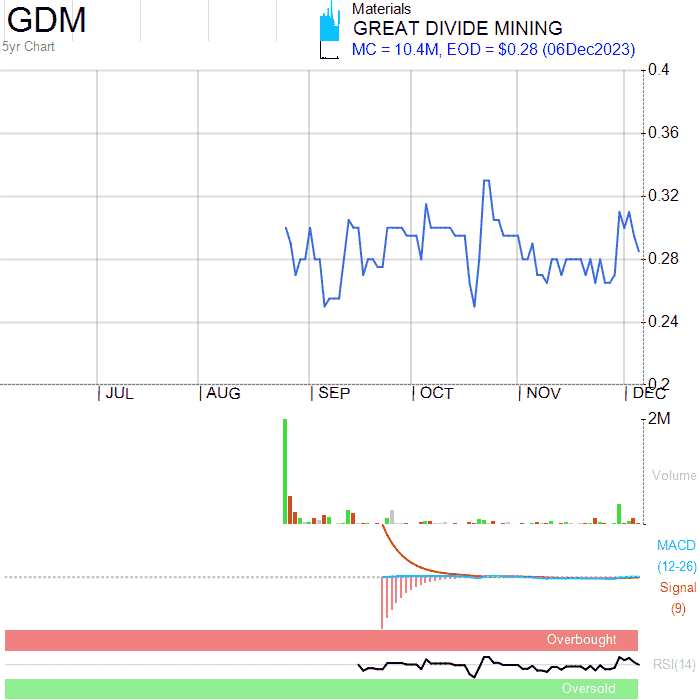 GDM
5yr Chart
Materials
GREAT DIVIDE MINING
MC = 10.4M, EOD = $0.28 (06Dec2023)
0.4
0.36
0.32
0.28
0.24
0.2
JUL AUG SEP OCT NOV DEC
2M
Volume
MACD
(12-26)
Signal
(9)
Overbought
RSI(14)
Oversold